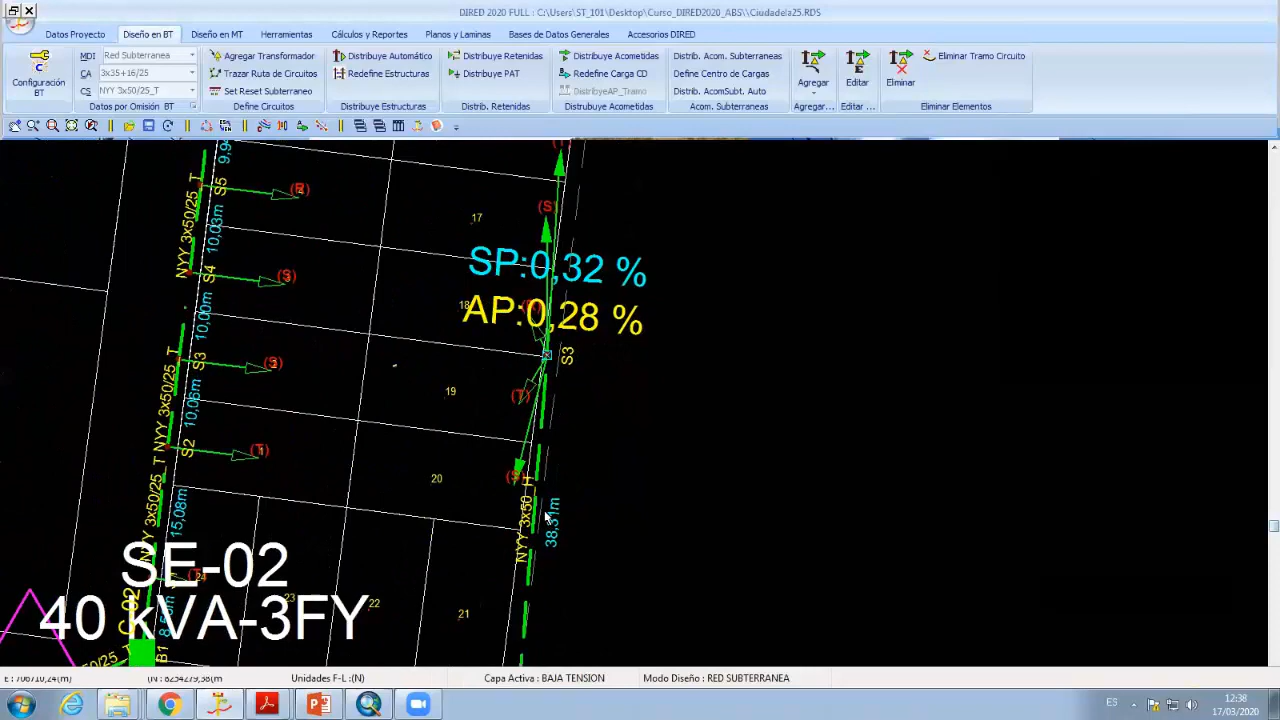 DIRED 2020 FULL : C:\Users\ST_101\Desktop\Curso_DIRED2020_ABS\\Ciudadela25.RDS
Datos Proyecto
Diseño en BT
Diseño en MT
Herramientas
Cálculos y Reportes
Planos y Laminas
Bases de Datos Generales
Accesorios DIRED
Configuración
BT
MDI
Red Subterranea
CA
3x35+16/25
CS
NYY 3x50/25_T
Datos por Omisión BT
Agregar Transformador
Trazar Ruta de Circuitos
Set Reset Subterraneo
Define Circuitos
Distribuye Automático
Redefine Estructuras
Distribuye Estructuras
Distribuye Retenidas
Distribuye PAT
Distrib. Retenidas
Distribuye Acometidas
Redefine Carga CD
DistribyeAP_Tramo
Distrubuye Acometidas
Distrib. Acom. Subterraneas
Define Centro de Cargas
Distrib. AcomSubt. Auto
Acom. Subterraneas
Agregar
Agregar...
Editar
Editar ...
Eliminar
Eliminar Tramo Circuito
Eliminar Elementos
NYY 3x50/25_T
S5
10,03m
S4
10,00m
NYY 3x50/25_T
S3
10,06m
S2
NYY 3x50/25_T
15,08m
(S)
(S)
(T)
17
18
19
20
21
22
23
24
(S)
SP:0,32 %
AP:0,28 %
S3
(T)
NYY 3x50
38,31m
SE-02
40 kVA-3FY
C-02
B1
Unidades F-L :(N)
Capa Activa : BAJA TENSION
Modo Diseño : RED SUBTERRANEA
ES
12:38
17/03/2020